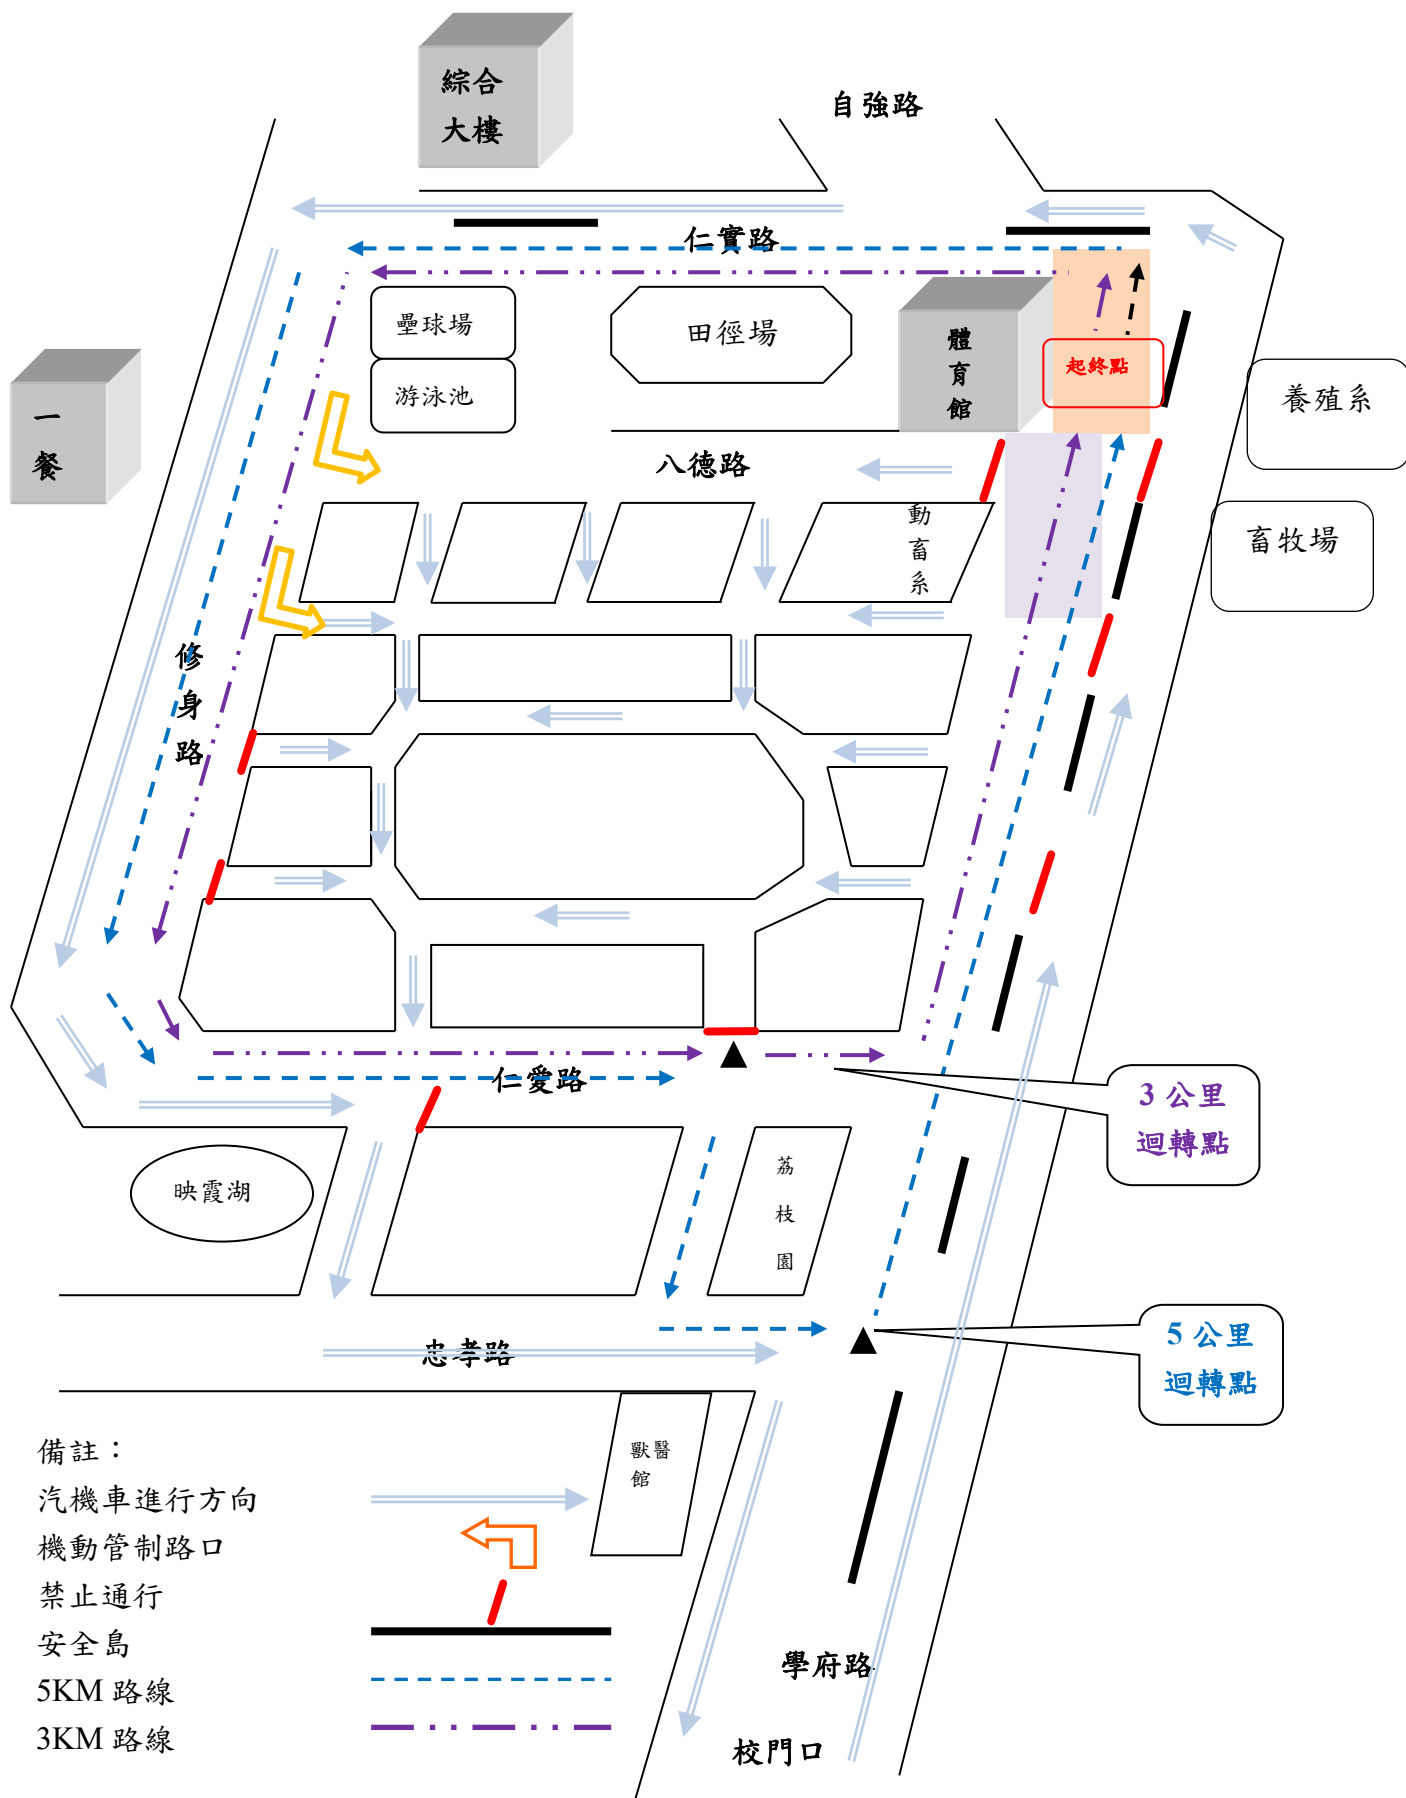 綜合
大樓
自強路
仁實路
壘球場
田徑場
體
育
館
起終點
養殖系
游泳池
一
餐
八德路
動
畜
系
畜牧場
修
身
路
仁愛路
3 公里
迴轉點
映霞湖
荔
枝
園
5 公里
迴轉點
忠孝路
獸醫
館
備註：
汽機車進行方向
機動管制路口
禁止通行
安全島
5KM 路線
3KM 路線
學府路
校門口